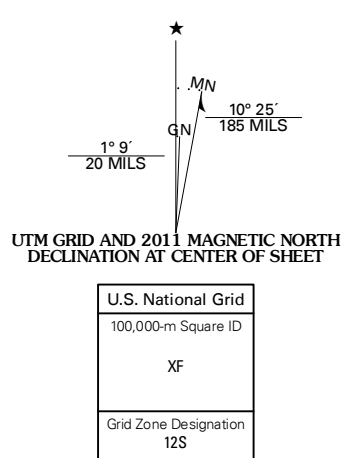 ★
MN
10° 25´
185 MILS
GN
1° 9´
20 MILS
UTM GRID AND 2011 MAGNETIC NORTH
DECLINATION AT CENTER OF SHEET
U.S. National Grid
100,000-m Square ID
XF
Grid Zone Designation
12S